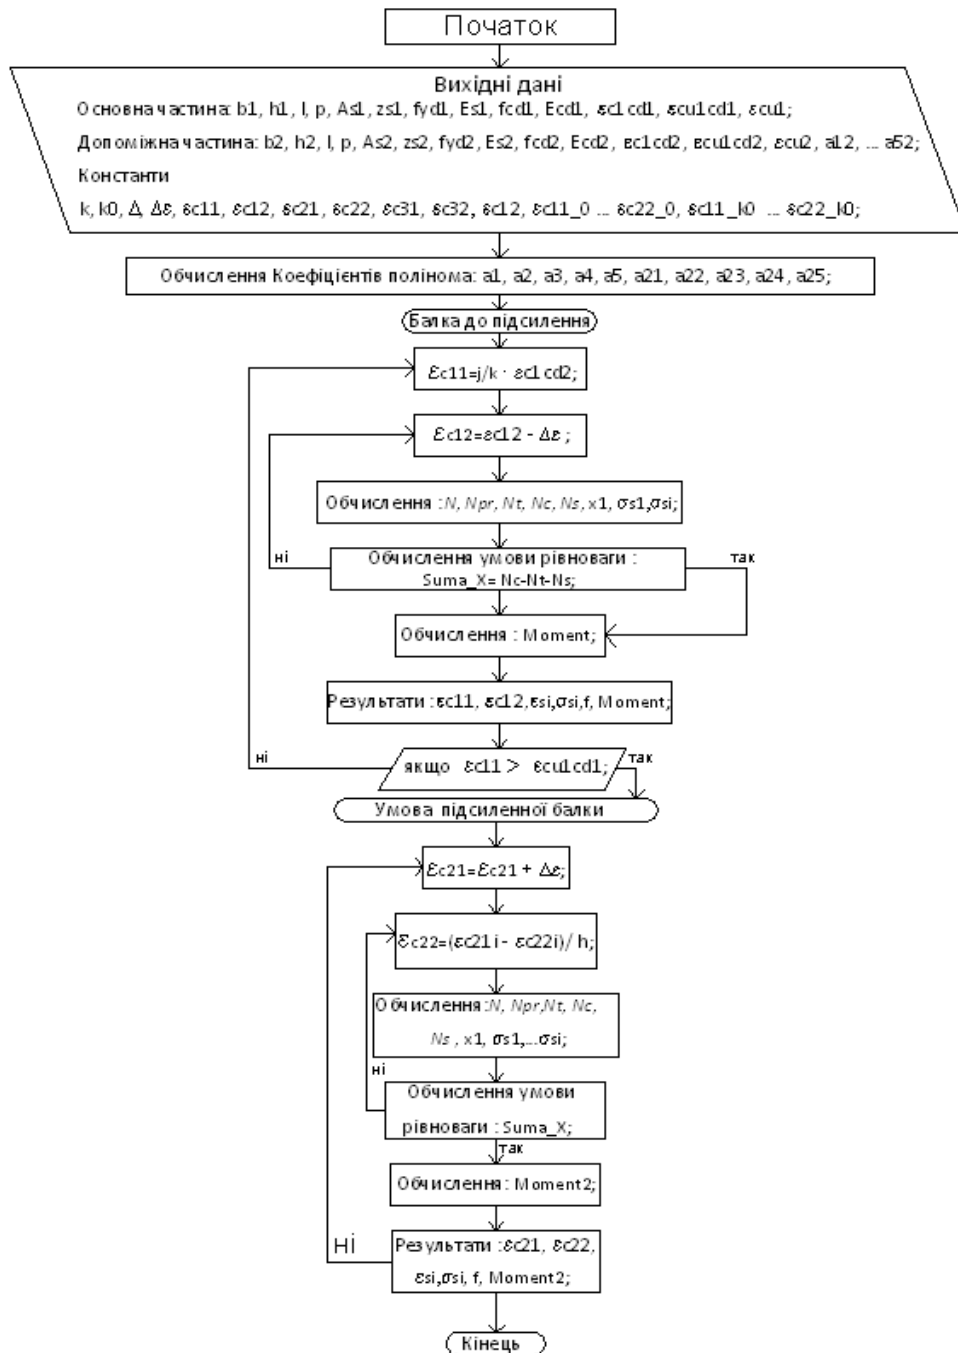 Початок
Вихідні дані
Основна частина: b1, h1, l, p, As1, zs1, fyd1, Es1, fcd1, Ecd1, εc1cd1, εcu1cd1, εcu1;
Допоміжна частина: b2, h2, l, p, As2, zs2, fyd2, Es2, fcd2, Ecd2, εc1cd2, εcu1cd2, εcu2, a12, ... a52;
Константи
k, k0, Δ, Δε, εc11, εc12, εc21, εc22, εc31, εc32, εc12, εc11_0 ... εc22_0, εc11_k0 ... εc22_k0;
Обчислення Коефіцієнтів полінома: a1, a2, a3, a4, a5, a21, a22, a23, a24, a25;
Балка до підсилення
εc11=j/k · εc1cd2;
εc12=εc12 - Δε ;
Обчислення :N, Npr, Nt, Nc, Ns, x1, σs1,σsi;
ні
Обчислення умови рівноваги :
так
Suma_X= Nc-Nt-Ns;
Обчислення : Moment;
Результати :εc11, εc12,εsi,σsi,f, Moment;
ні
якщо εc11 > εcu1cd1;
так
Умова підсиленної балки
εc21=εc21 + Δε;
εc22=(εc21i - εc22i)/ h;
Обчислення:N, Npr,Nt, Nc,
Ns , x1, σs1,...σsi;
ні
Обчислення умови
рівноваги : Suma_X;
так
Обчислення: Moment2;
ні
Результати :εc21, εc22,
εsi,σsi, f, Moment2;
Кінець